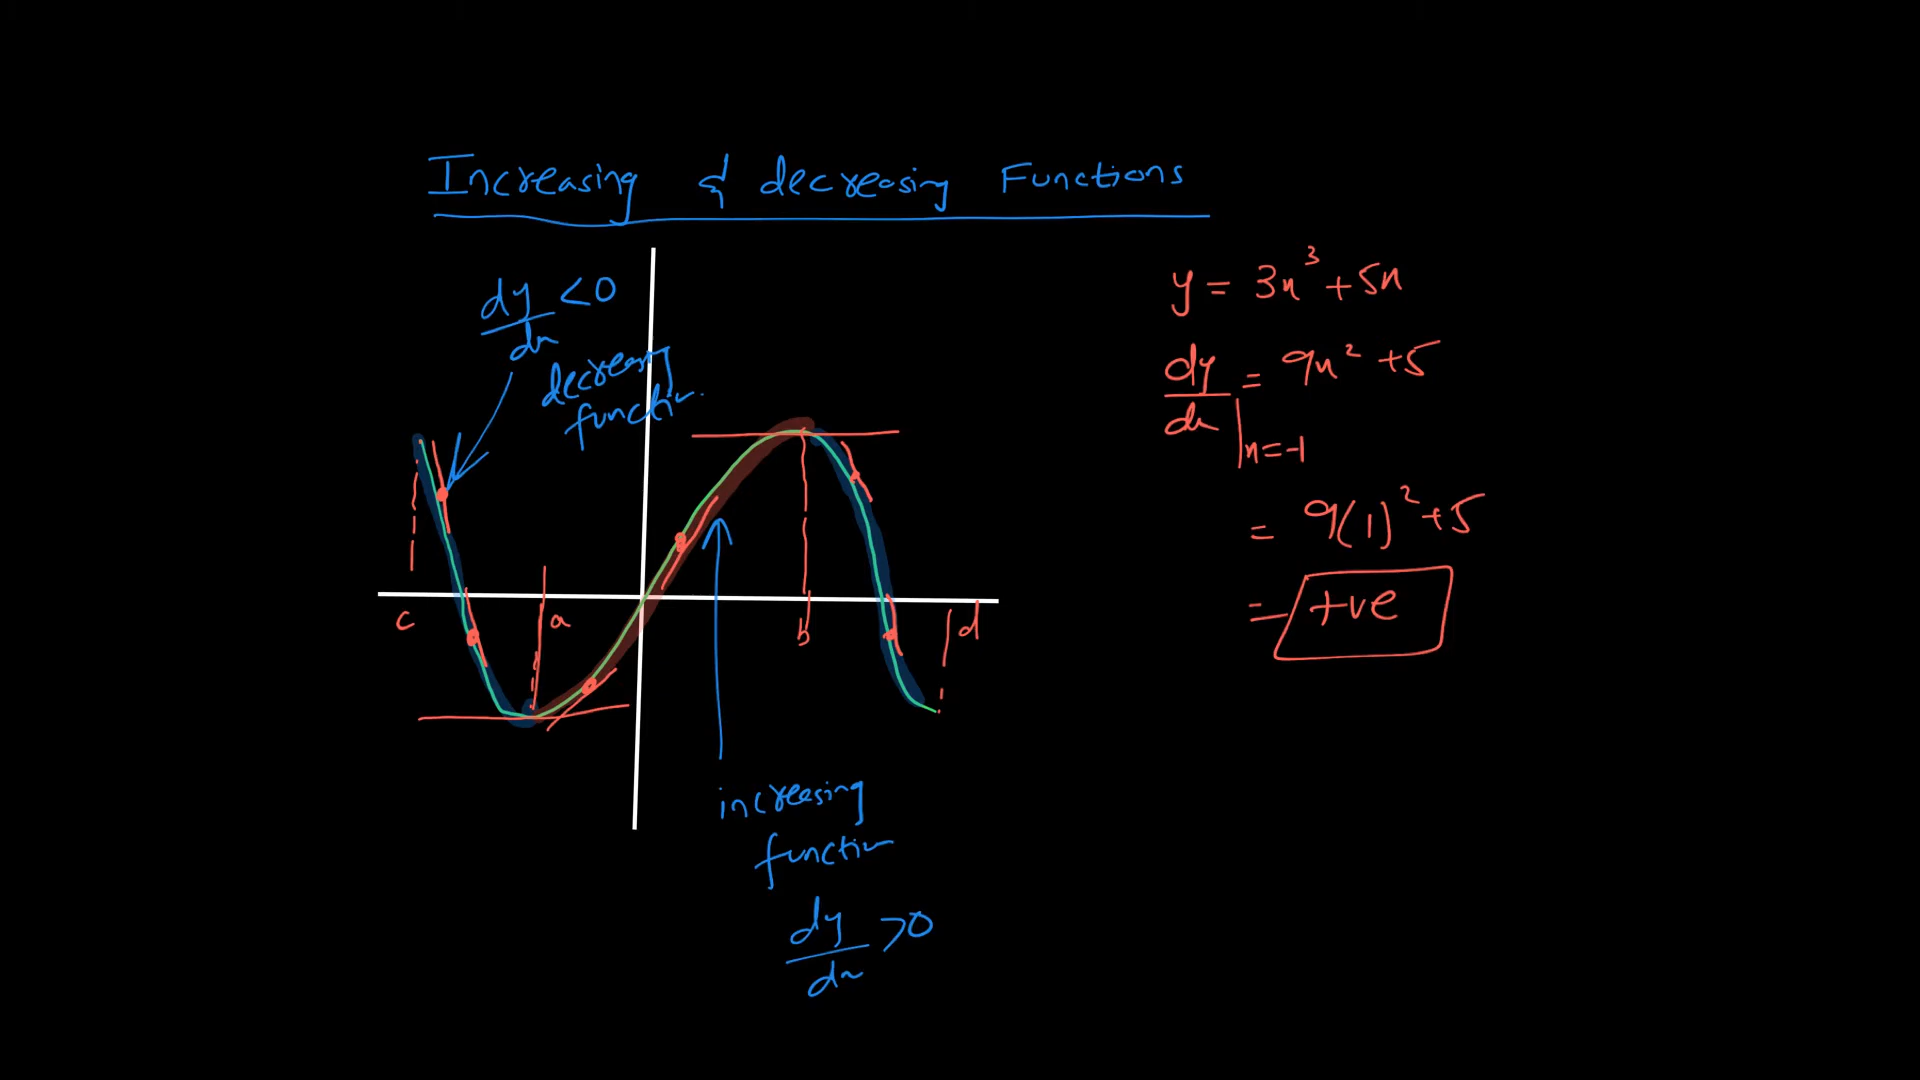 Increasing & decreasing Functions
dy/dx < 0
decreasing
function
c
a
b
d
increasing
function
dy/dx > 0
y = 3x³ + 5x
dy/dx = 9x² + 5
x = -1
= 9(1)² + 5
= +ve